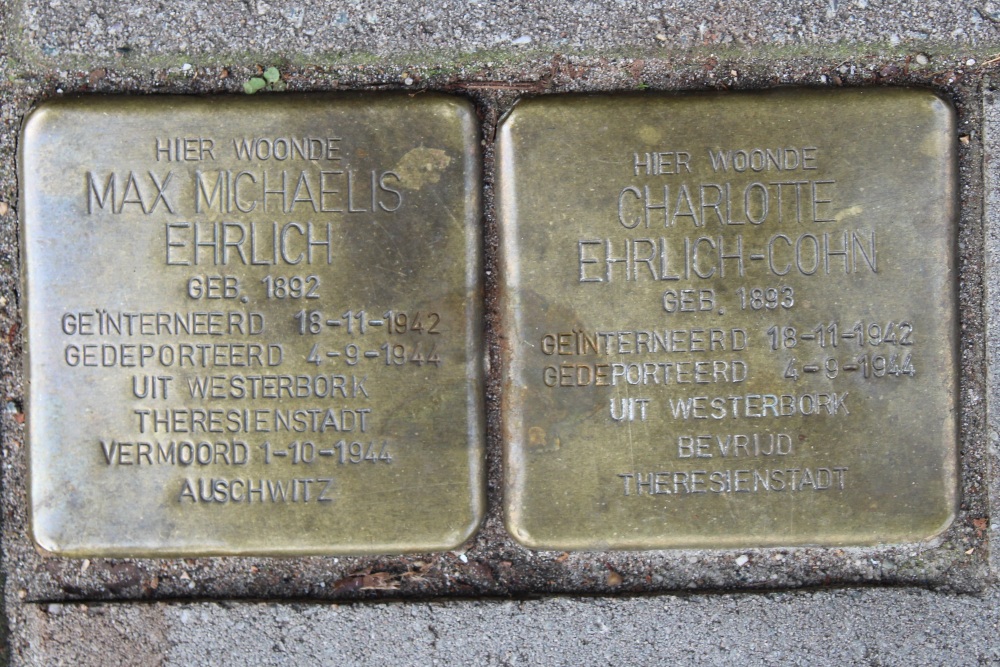 HIER WOONDE
MAX MICHAELIS
EHRLICH
GEB. 1892
GEÏNTERNEERD 18-11-1942
GEDEPORTEERD 4-9-1944
UIT WESTERBORK
THERESIENSTADT
VERMOORD 1-10-1944
AUSCHWITZ
HIER WOONDE
CHARLOTTE
EHRLICH-COHN
GEB. 1893
GEÏNTERNEERD 18-11-1942
GEDEPORTEERD 4-9-1944
UIT WESTERBORK
BEVRIJD
THERESIENSTADT